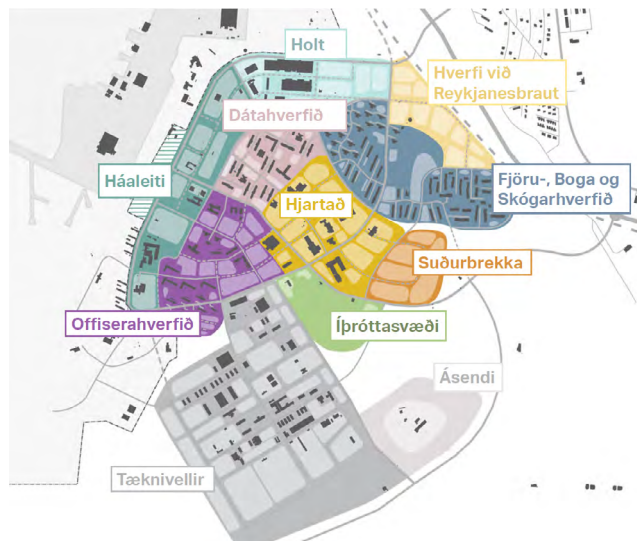 Holt
Hverfi við
Reykjanesbraut
Dátahverfið
Háaleiti
Hjartað
Fjöru-, Boga og
Skógarhverfið
Suðurbrekka
Offiserahverfið
Íþróttasvæði
Ásendi
Tæknivellir